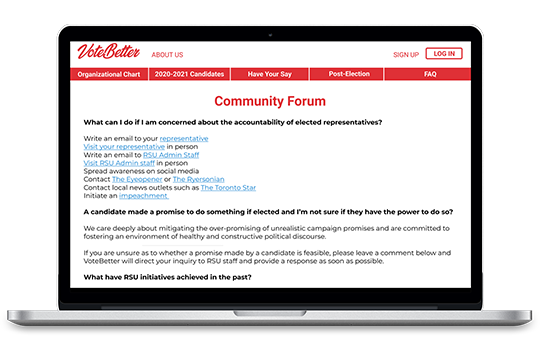 VoteBetter
ABOUT US
SIGN UP
LOG IN
Organizational Chart
2020-2021 Candidates
Have Your Say
Post-Election
FAQ
Community Forum
What can I do if I am concerned about the accountability of elected representatives?
Write an email to your representative
Visit your representative in person
Write an email to RSU Admin Staff
Visit RSU Admin staff in person
Spread awareness on social media
Contact The Eyeopener or The Ryersonian
Contact local news outlets such as The Toronto Star
Initiate an impeachment
A candidate made a promise to do something if elected and I'm not sure if they have the power to do so?
We care deeply about mitigating the over-promising of unrealistic campaign promises and are committed to
fostering an environment of healthy and constructive political discourse.
If you are unsure as to whether a promise made by a candidate is feasible, please leave a comment below and
VoteBetter will direct your inquiry to RSU staff and provide a response as soon as possible.
What have RSU initiatives achieved in the past?